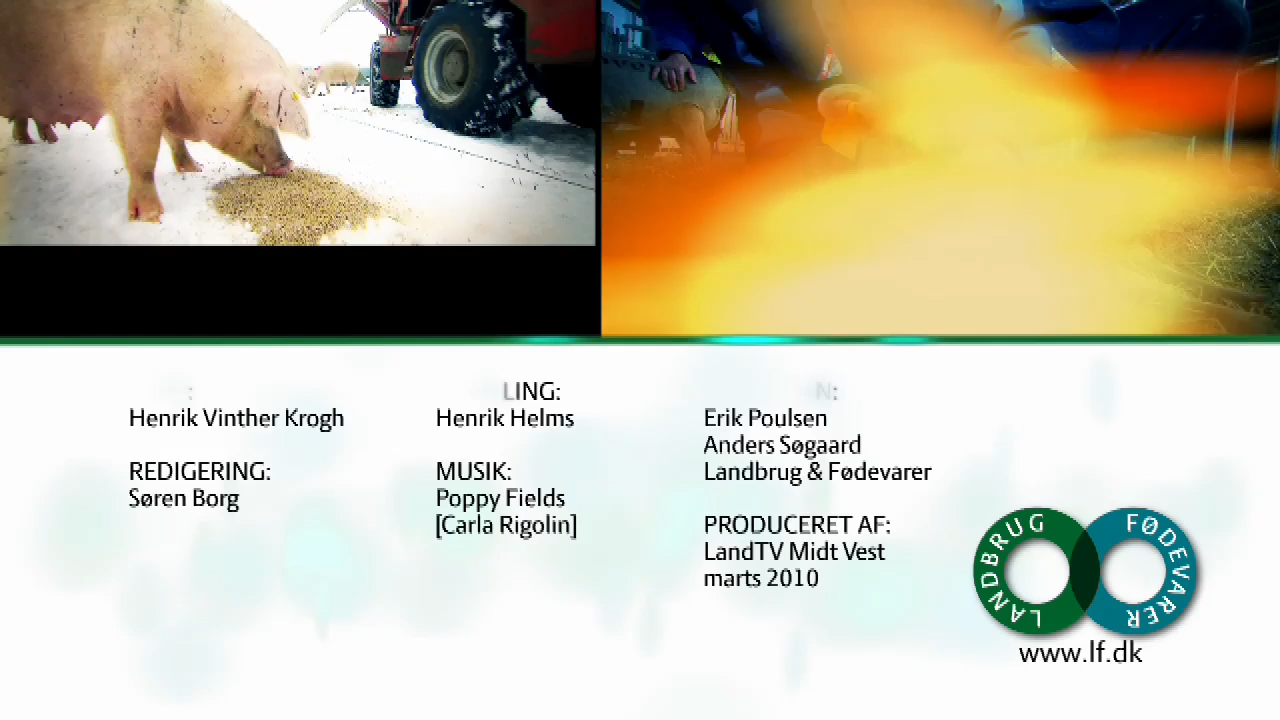 :
Henrik Vinther Krogh
REDIGERING:
Søren Borg
LING:
Henrik Helms
MUSIK:
Poppy Fields
[Carla Rigolin]
N:
Erik Poulsen
Anders Søgaard
Landbrug & Fødevarer
PRODUCERET AF:
LandTV Midt Vest
marts 2010
LANDBRUG
FØDEVARER
www.lf.dk